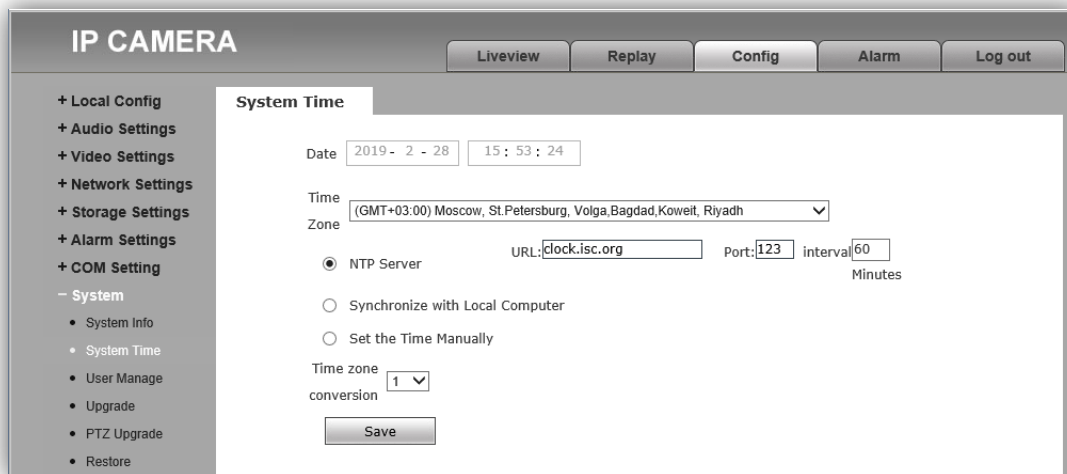 IP CAMERA
Liveview Replay Config Alarm Log out
+ Local Config
+ Audio Settings
+ Video Settings
+ Network Settings
+ Storage Settings
+ Alarm Settings
+ COM Setting
− System
• System Info
• System Time
• User Manage
• Upgrade
• PTZ Upgrade
• Restore
System Time
Date 2019 - 2 - 28 15 : 53 : 24
Time
Zone
(GMT+03:00) Moscow, St.Petersburg, Volga,Bagdad,Koweit, Riyadh
NTP Server URL: clock.isc.org Port: 123 interval 60
Minutes
Synchronize with Local Computer
Set the Time Manually
Time zone
conversion 1
Save